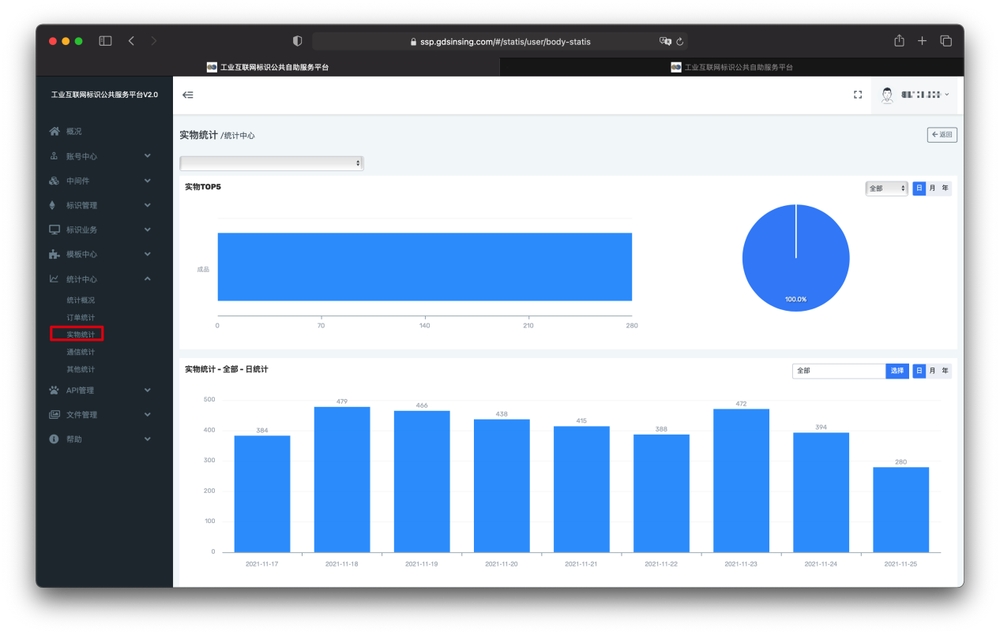 ssp.gdsinsing.com/#/statis/user/body-statis
工业互联网标识公共自助服务平台
工业互联网标识公共自助服务平台
工业互联网标识公共服务平台V2.0
概况
账号中心
中间件
标识管理
标识业务
模板中心
统计中心
统计概况
订单统计
实物统计
通信统计
其他统计
API管理
文件管理
帮助
实物统计 /统计中心
返回
实物TOP5
全部 日 月 年
成品
0 70 140 210 280
100.0%
实物统计 - 全部 - 日统计
全部 选择 日 月 年
500
400
300
200
100
0
384 479 466 438 415 388 472 394 280
2021-11-17 2021-11-18 2021-11-19 2021-11-20 2021-11-21 2021-11-22 2021-11-23 2021-11-24 2021-11-25